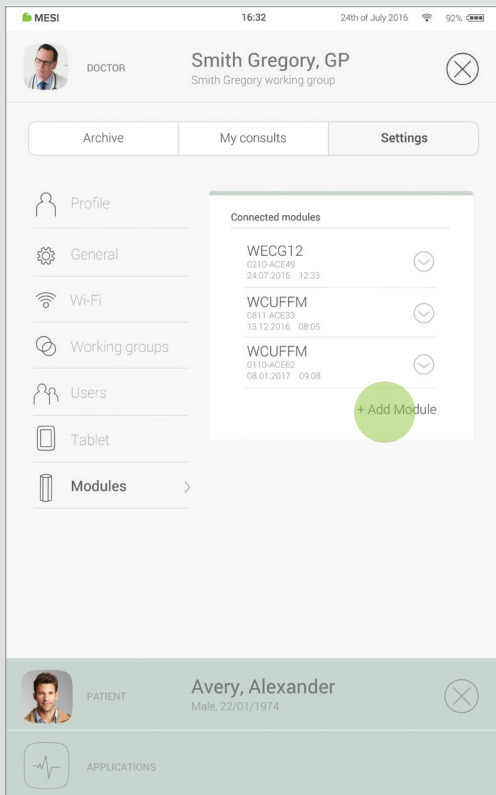 MESI 16:32 24th of July 2016 92%
DOCTOR
Smith Gregory, GP
Smith Gregory working group
Archive My consults Settings
Profile
General
Wi-Fi
Working groups
Users
Tablet
Modules
Connected modules
WECG12
0210-ACE49
24.07.2016 12:33
WCUFFM
0811-ACE33
13.12.2016 08:05
WCUFFM
0110-ACE62
08.01.2017 09:08
+ Add Module
PATIENT
Avery, Alexander
Male, 22/01/1974
APPLICATIONS